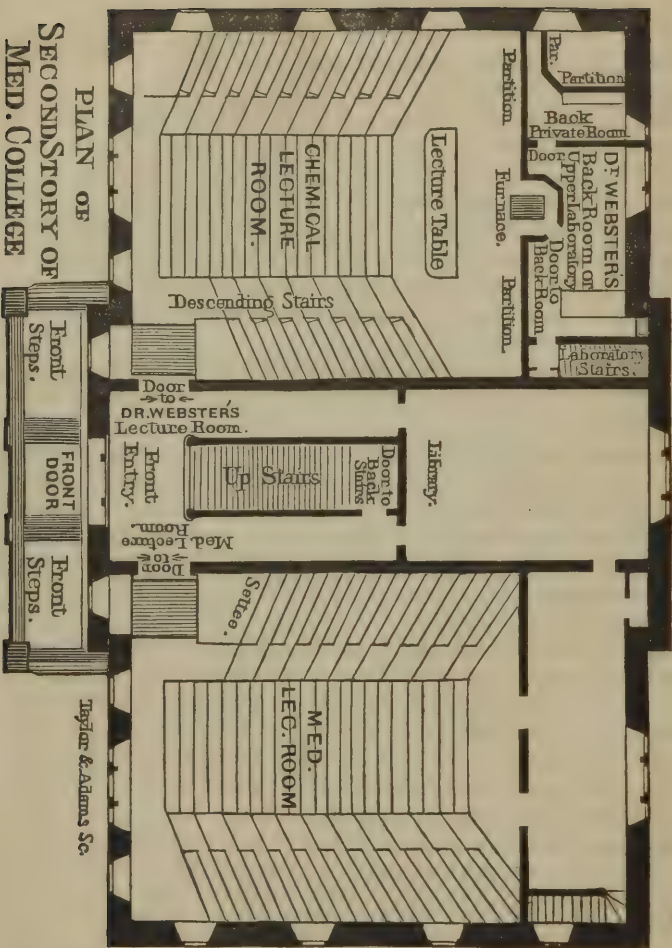 PLAN OF
SECOND STORY OF
MED. COLLEGE
Par.
Partition
Back
Private Room
Partition
DR. WEBSTER'S
Back Room or
Upper Laboratory
Door
Door to
Back Room
Furnace.
Partition.
Laboratory
Stairs.
Lecture Table
CHEMICAL
LECTURE
ROOM.
Descending Stairs
Door
to
DR. WEBSTER'S
Lecture Room.
Up Stairs
Door to
Back
Stairs
Library.
Front
Entry.
Door
to
Med. Lecture
Room.
Front
Steps.
FRONT
DOOR
Front
Steps.
Settee.
MED.
LEC. ROOM
Taylor & Adams Sc.